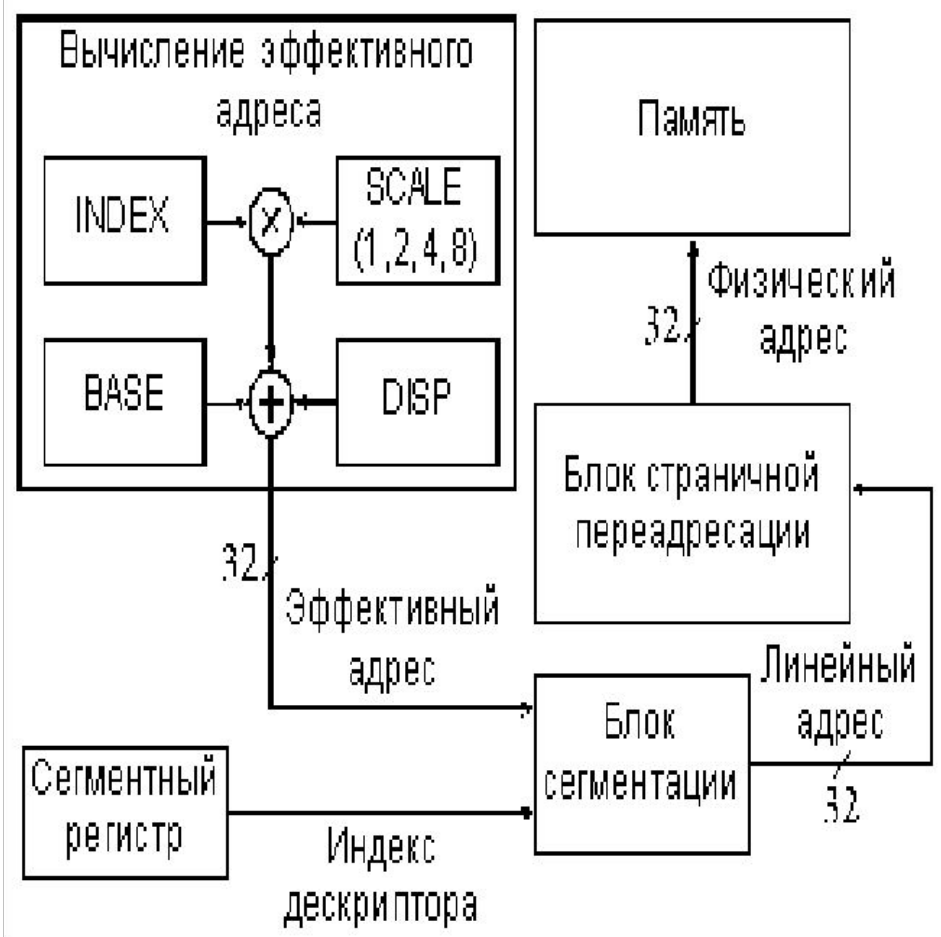 Вычисление эффективного
адреса
INDEX
SCALE
(1,2,4,8)
×
BASE
+
DISP
32
Эффективный
адрес
Сегментный
регистр
Индекс
дескриптора
Блок
сегментации
Линейный
адрес
32
Блок страничной
переадресации
32
Физический
адрес
Память